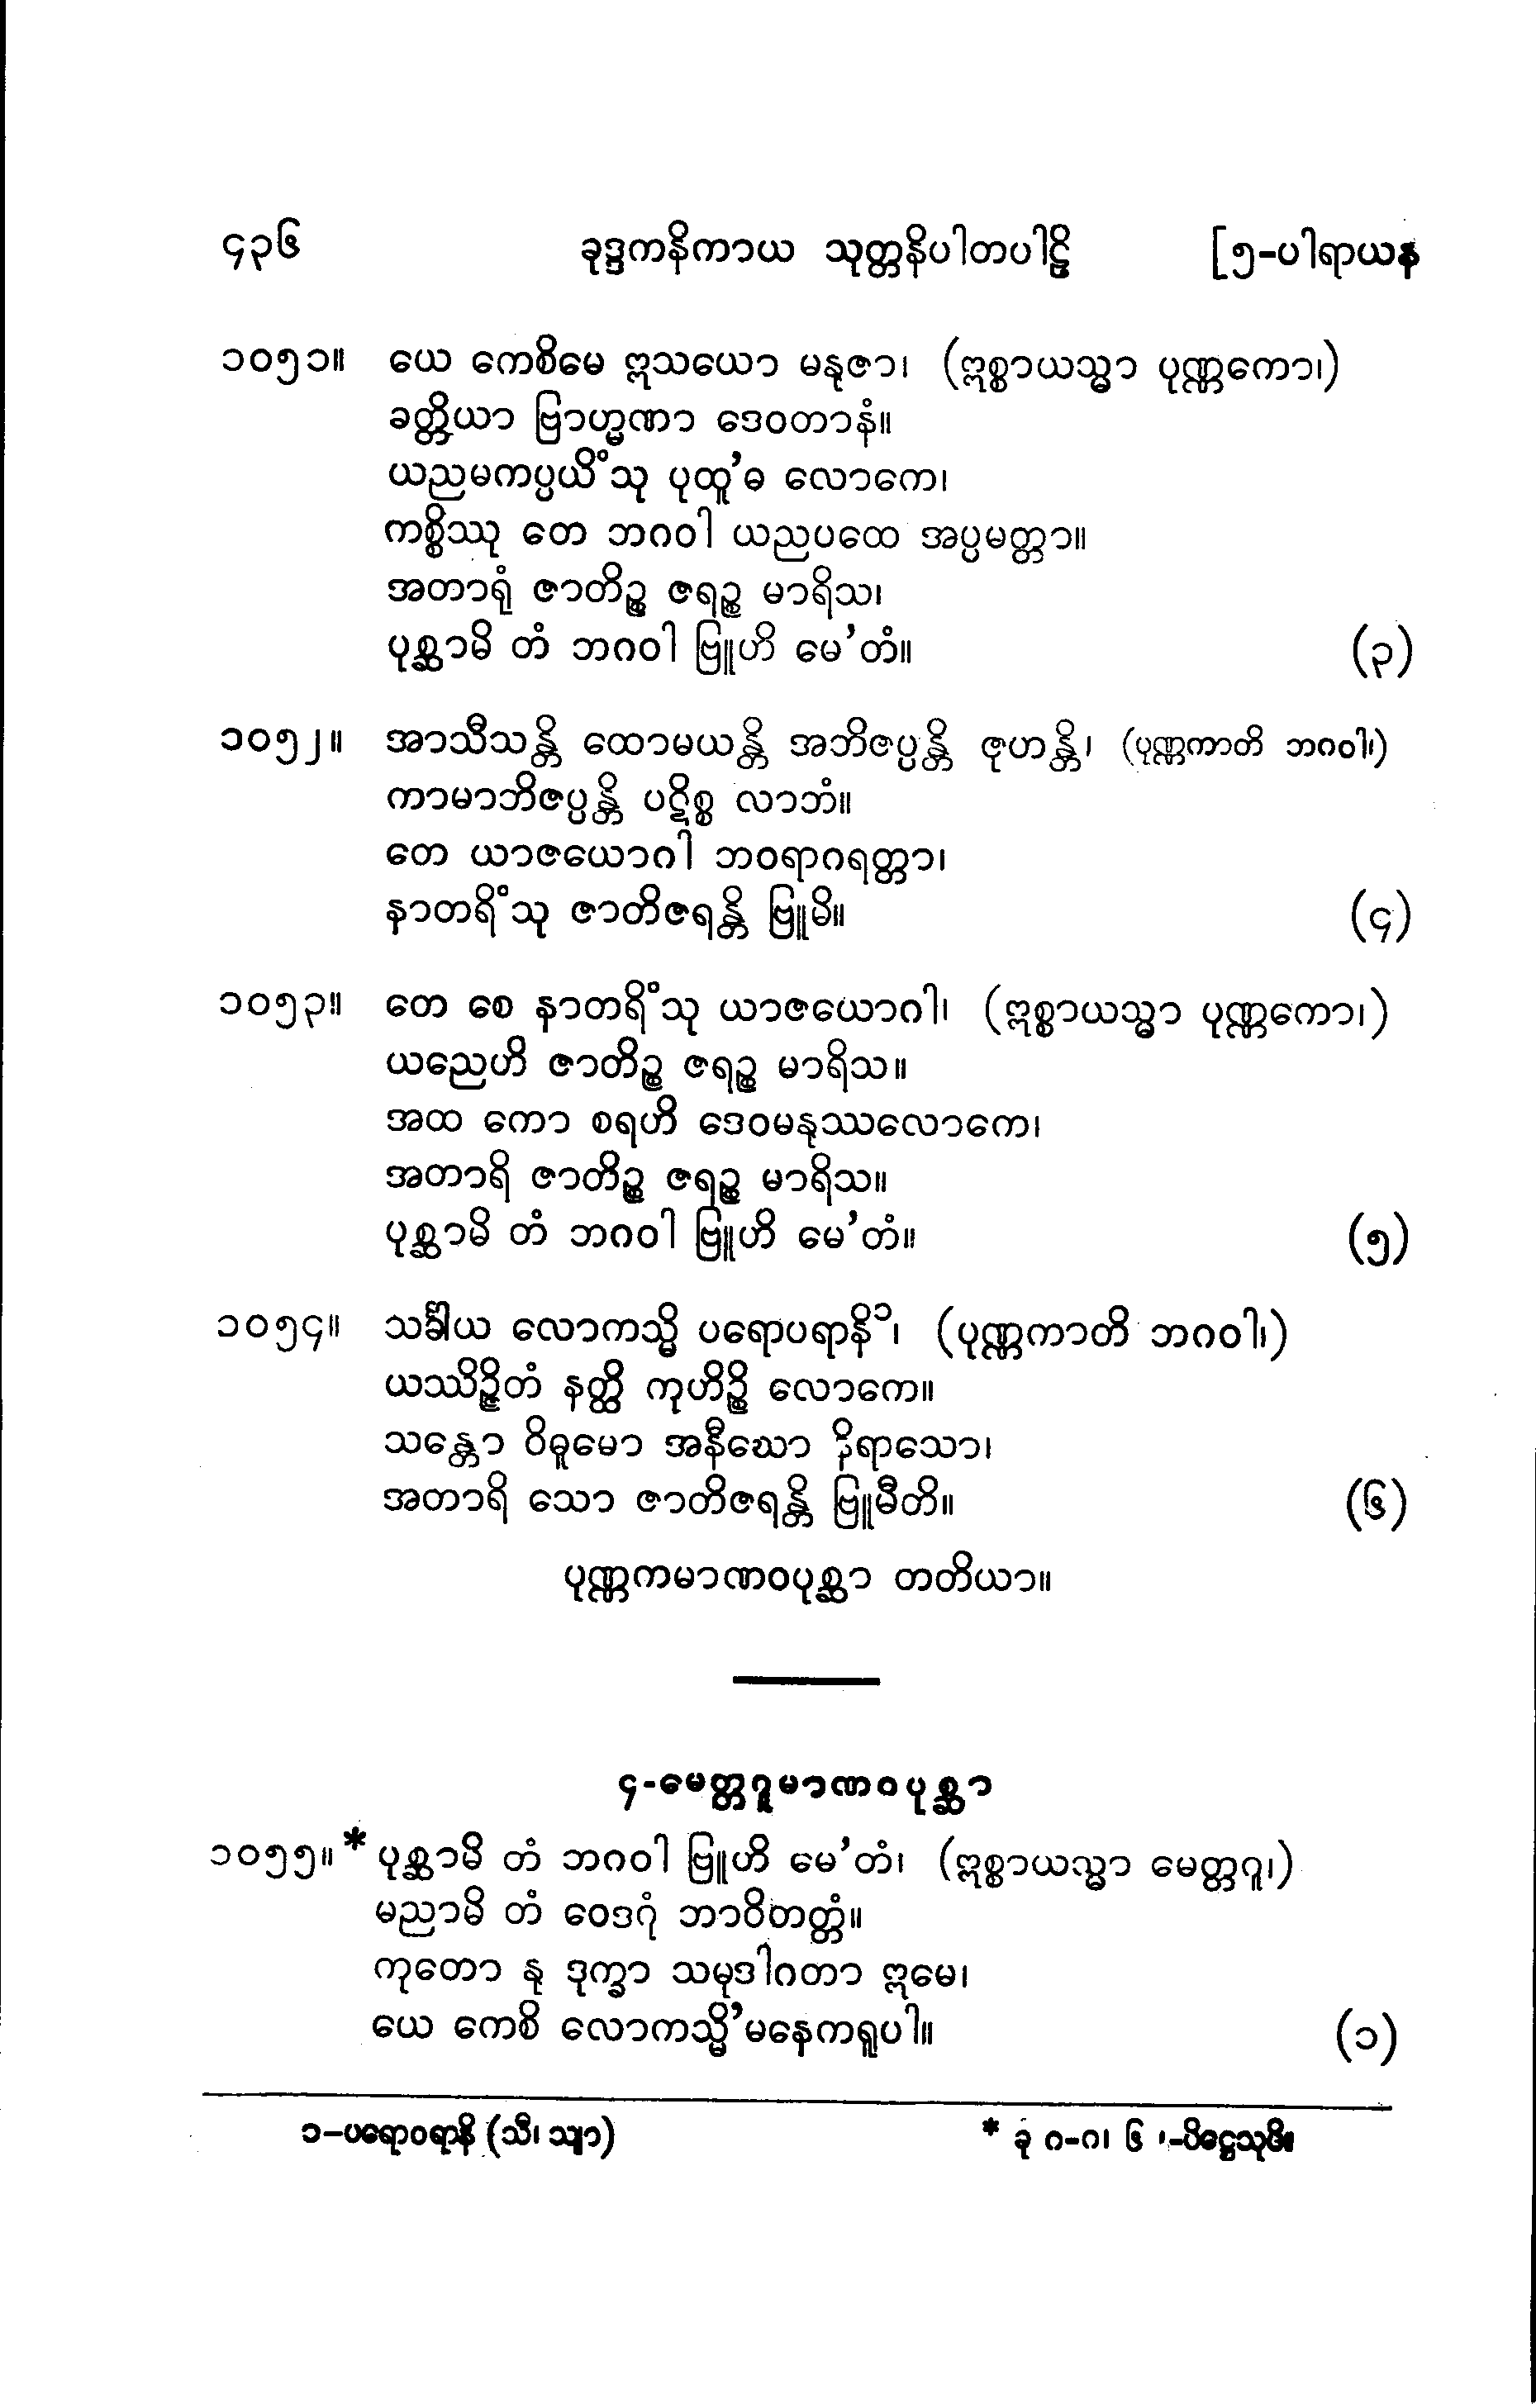 ၄၃၆ ခုဒ္ဒကနိကာယ သုတ္တနိပါတပါဠိ [၅-ပါရာယန
၁၀၅၁။ ယေ ကေစိမေ ဣသယော မနုဇာ၊ (ဣစ္စာယသ္မာ ပုဏ္ဏကော၊)
ခတ္တိယာ ဗြာဟ္မဏာ ဒေဝတာနံ။
ယညမကပ္ပယိံသု ပုထူ’ဓ လောကေ၊
ကစ္စိဿု တေ ဘဂဝါ ယညပထေ အပ္ပမတ္တာ။
အတာရုံ ဇာတိဉ္စ ဇရဉ္စ မာရိသ၊
ပုစ္ဆာမိ တံ ဘဂဝါ ဗြူဟိ မေ’တံ။ (၃)
၁၀၅၂။ အာသီသန္တိ ထောမယန္တိ အဘိဇပ္ပန္တိ ဇုဟန္တိ၊ (ပုဏ္ဏကာတိ ဘဂဝါ၊)
ကာမာဘိဇပ္ပန္တိ ပဋိစ္စ လာဘံ။
တေ ယာဇယောဂါ ဘဝရာဂရတ္တာ၊
နာတရိံသု ဇာတိဇရန္တိ ဗြူမိ။ (၄)
၁၀၅၃။ တေ စေ နာတရိံသု ယာဇယောဂါ၊ (ဣစ္စာယသ္မာ ပုဏ္ဏကော၊)
ယညေဟိ ဇာတိဉ္စ ဇရဉ္စ မာရိသ။
အထ ကော စရဟိ ဒေဝမနုဿလောကေ၊
အတာရိ ဇာတိဉ္စ ဇရဉ္စ မာရိသ။
ပုစ္ဆာမိ တံ ဘဂဝါ ဗြူဟိ မေ’တံ။ (၅)
၁၀၅၄။ သင်္ခါယ လောကသ္မိ ပရောပရာနိ၁၊ (ပုဏ္ဏကာတိ ဘဂဝါ၊)
ယဿိဉ္ဇိတံ နတ္ထိ ကုဟိဉ္စိ လောကေ။
သန္တော ဝိဓူမော အနီဃော နိရာသော၊
အတာရိ သော ဇာတိဇရန္တိ ဗြူမီတိ။ (၆)
ပုဏ္ဏကမာဏဝပုစ္ဆာ တတိယာ။
၄-မေတ္တဂူမာဏဝပုစ္ဆာ
၁၀၅၅။ * ပုစ္ဆာမိ တံ ဘဂဝါ ဗြူဟိ မေ’တံ၊ (ဣစ္စာယသ္မာ မေတ္တဂူ၊)
မညာမိ တံ ဝေဒဂုံ ဘာဝိတတ္တံ။
ကုတော နု ဒုက္ခာ သမုဒါဂတာ ဣမေ၊
ယေ ကေစိ လောကသ္မိ’မနေကရူပါ။ (၁)
၁-ပရောဝရာနိ (သီ၊ သျာ) * ခု ဂ-ဂ၊ ၆ -ပိဋ္ဌေသုပိ။